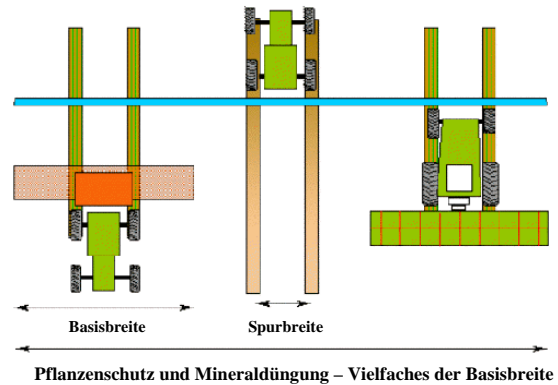 Basisbreite
Spurbreite
Pflanzenschutz und Mineraldüngung – Vielfaches der Basisbreite